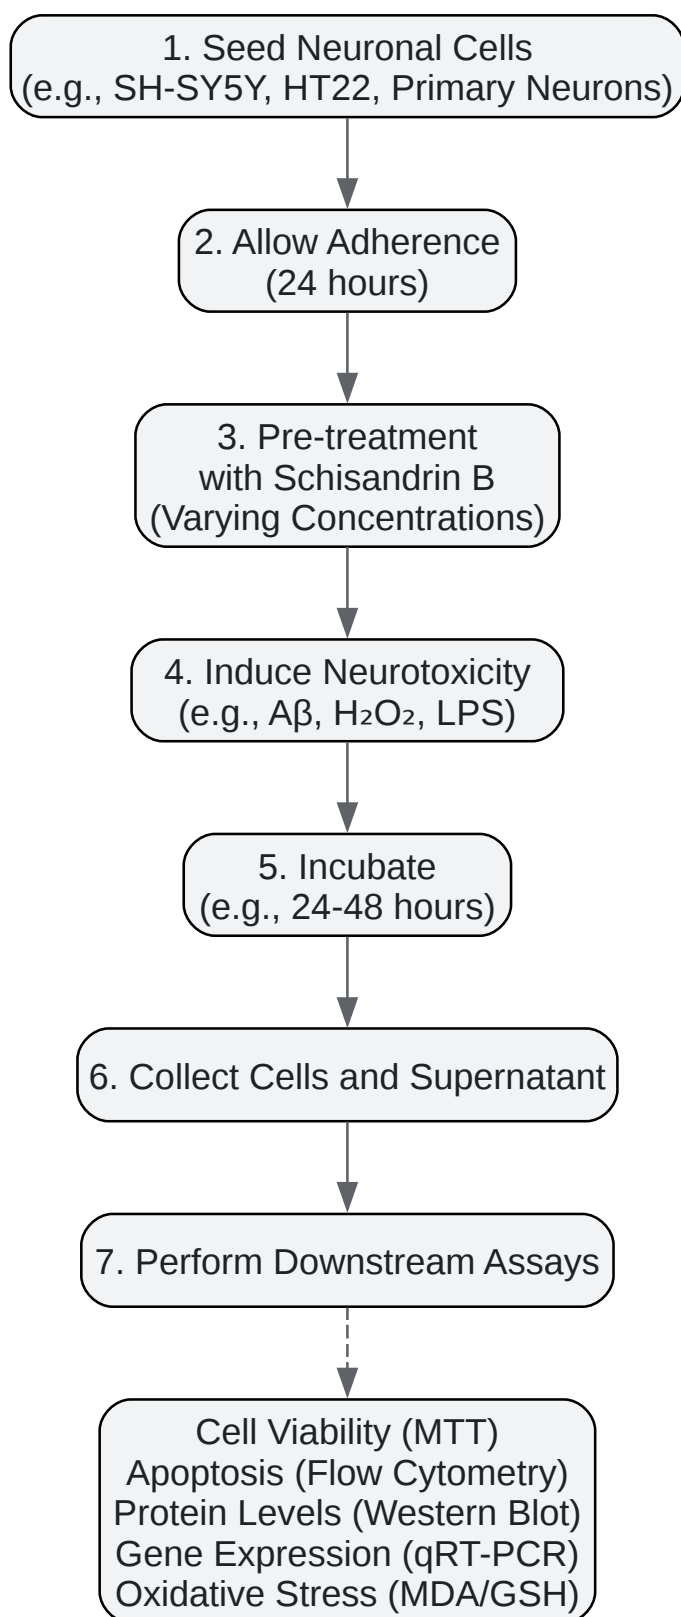 1. Seed Neuronal Cells
(e.g., SH-SY5Y, HT22, Primary Neurons)
2. Allow Adherence
(24 hours)
3. Pre-treatment
with Schisandrin B
(Varying Concentrations)
4. Induce Neurotoxicity
(e.g., Aβ, H₂O₂, LPS)
5. Incubate
(e.g., 24-48 hours)
6. Collect Cells and Supernatant
7. Perform Downstream Assays
Cell Viability (MTT)
Apoptosis (Flow Cytometry)
Protein Levels (Western Blot)
Gene Expression (qRT-PCR)
Oxidative Stress (MDA/GSH)